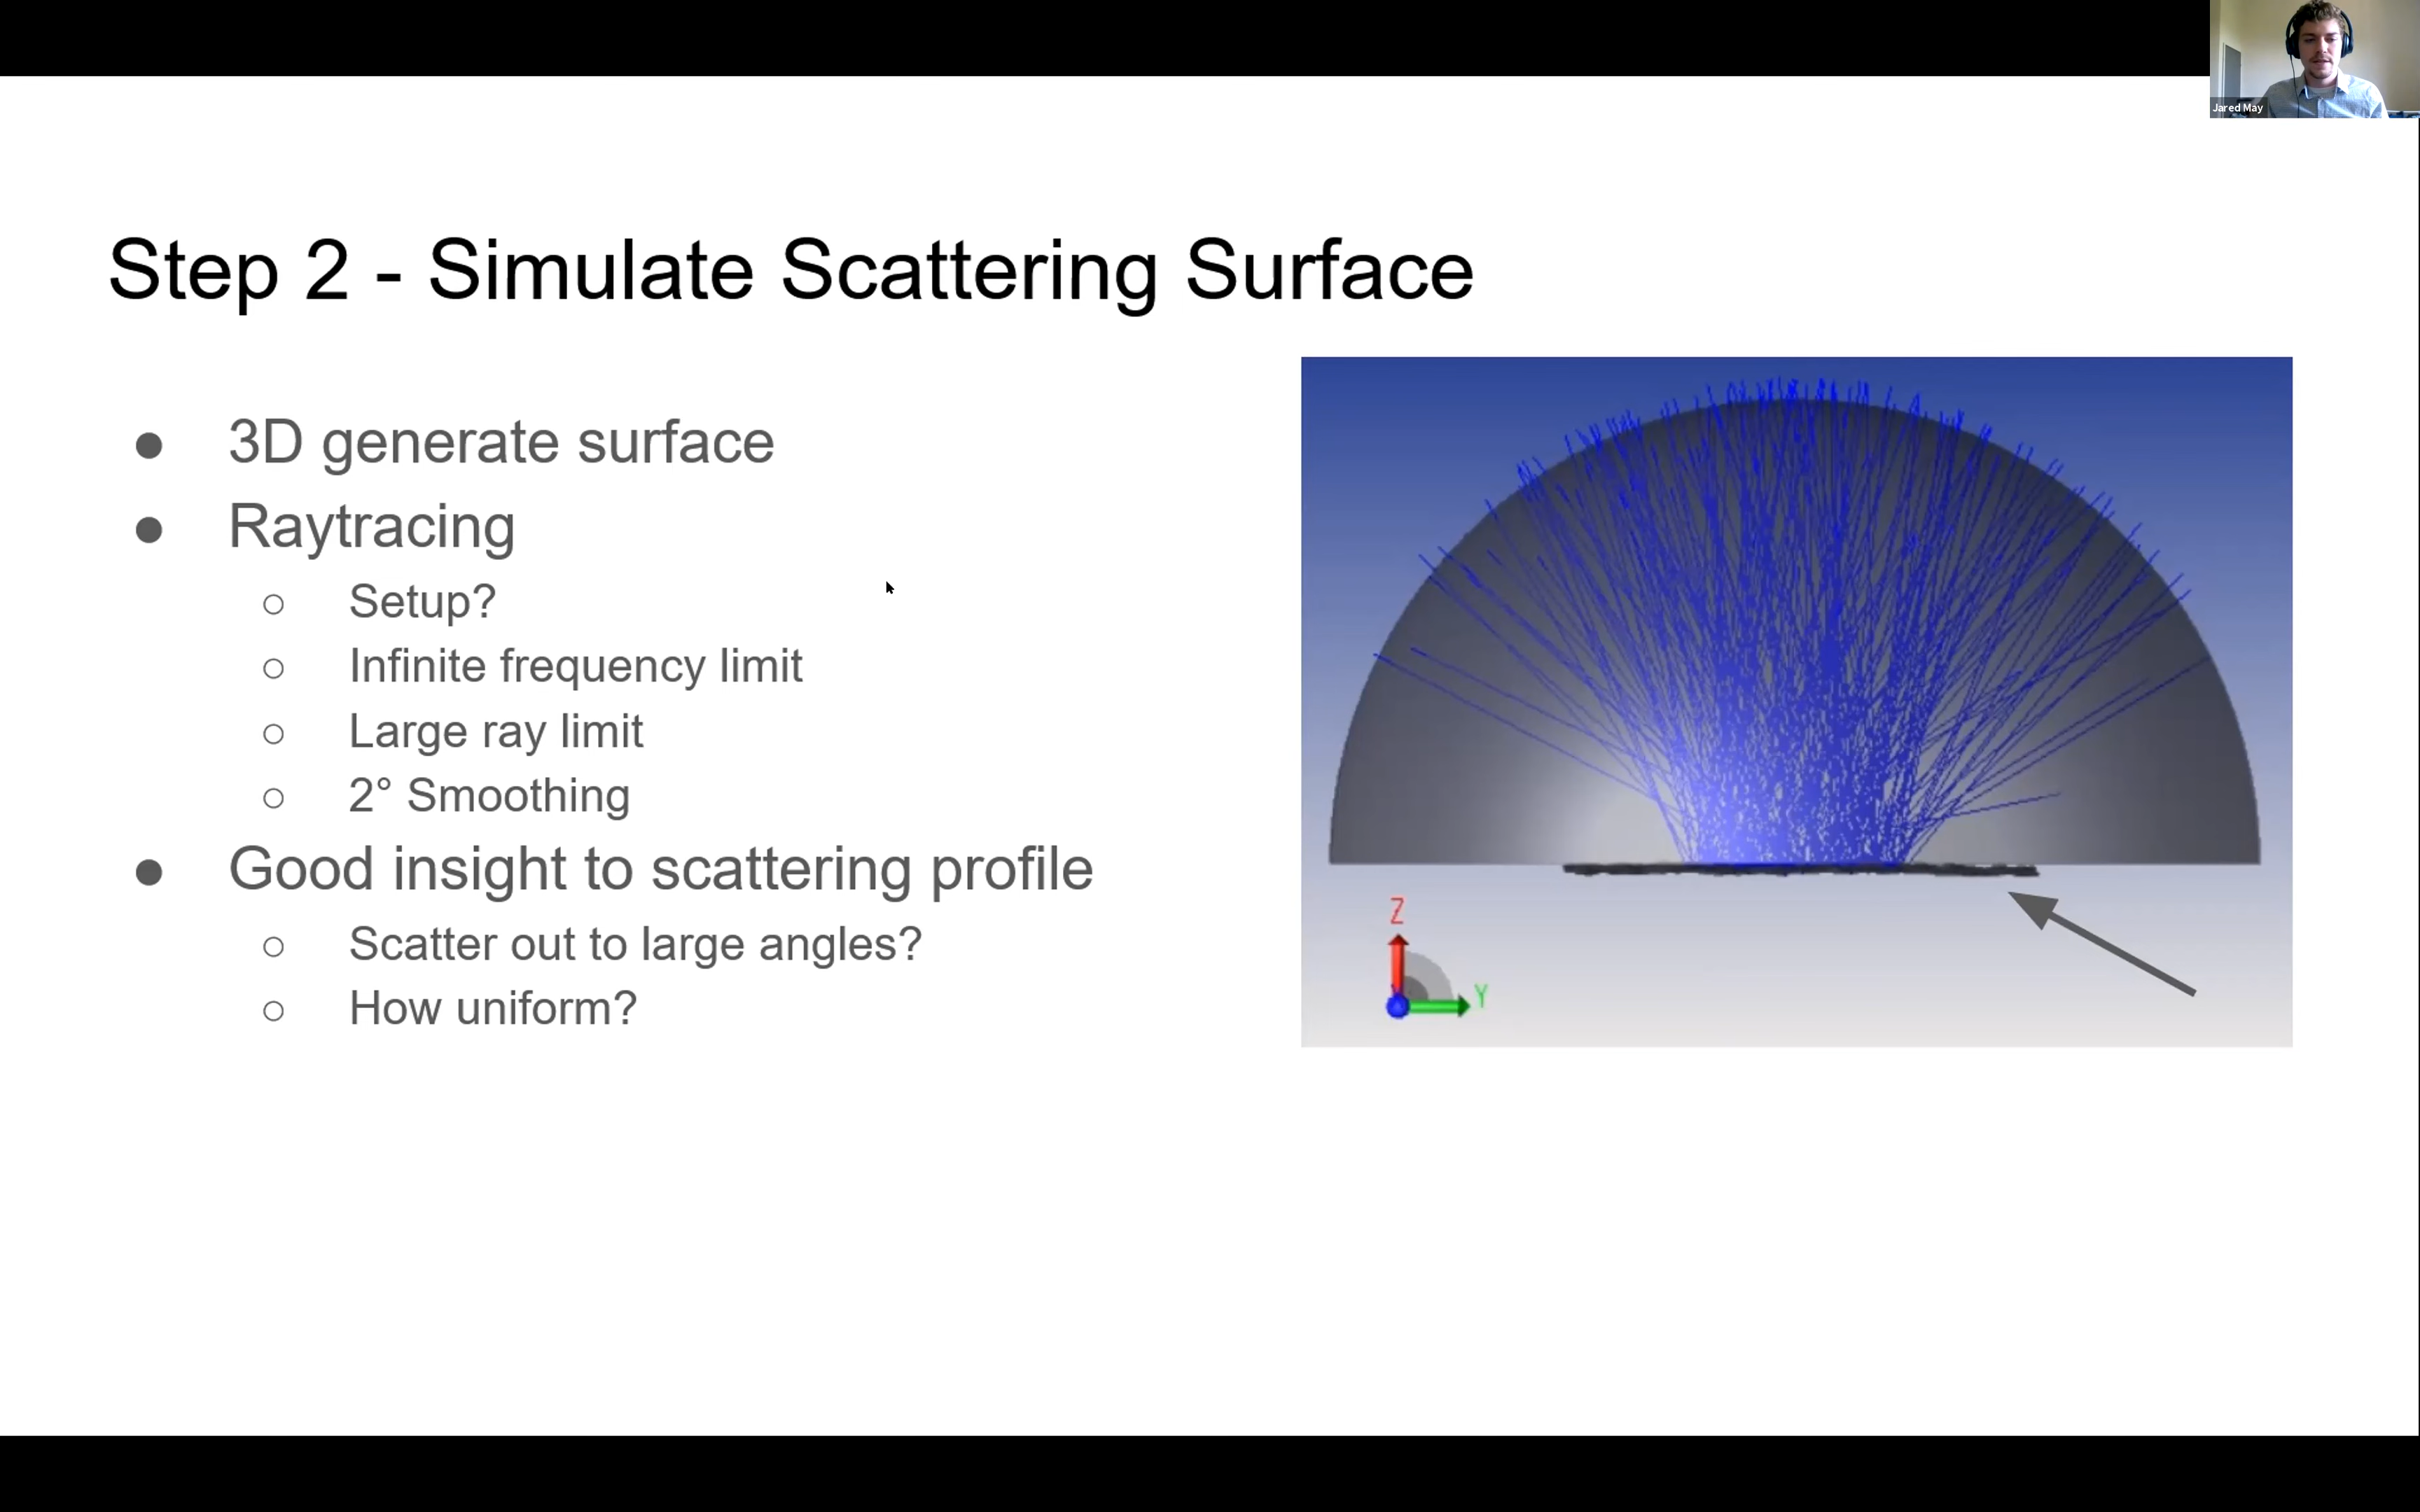 Jared May
Step 2 - Simulate Scattering Surface
● 3D generate surface
● Raytracing
○ Setup?
○ Infinite frequency limit
○ Large ray limit
○ 2° Smoothing
● Good insight to scattering profile
○ Scatter out to large angles?
○ How uniform?
Z
Y